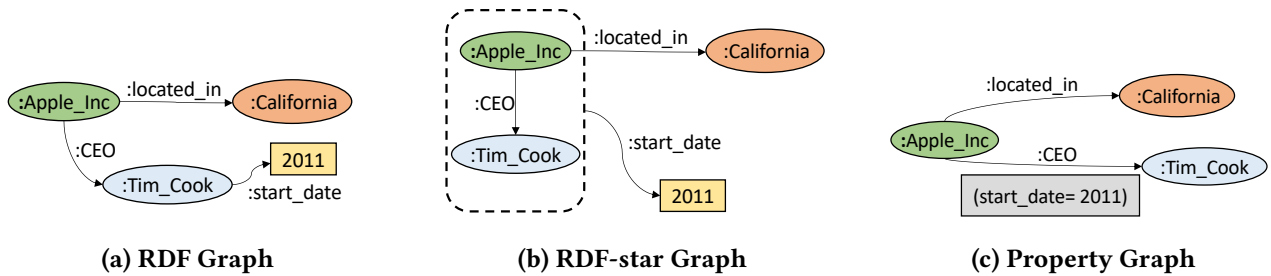 :Apple_Inc
:located_in
:California
:CEO
:Tim_Cook
2011
:start_date
(a) RDF Graph
:Apple_Inc
:located_in
:California
:CEO
:Tim_Cook
:start_date
2011
(b) RDF-star Graph
:located_in
:California
:Apple_Inc
:CEO
:Tim_Cook
(start_date= 2011)
(c) Property Graph